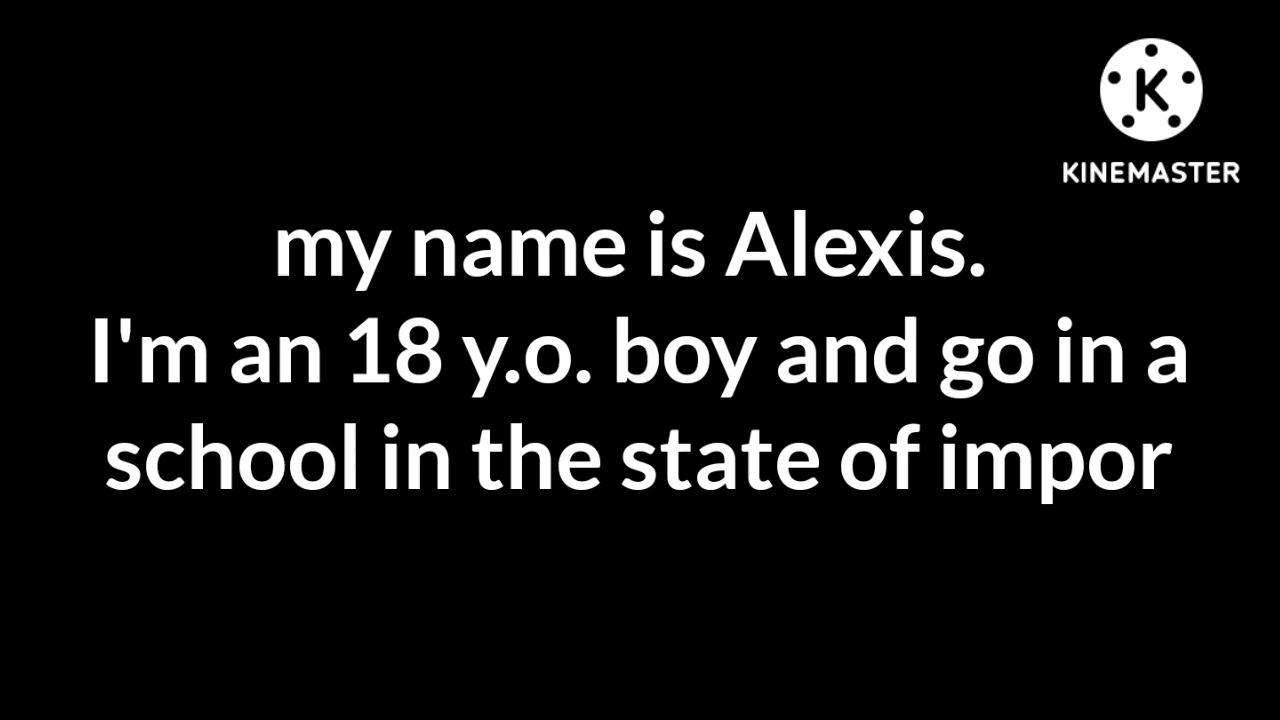 K
KINEMASTER
my name is Alexis.
I'm an 18 y.o. boy and go in a
school in the state of impor